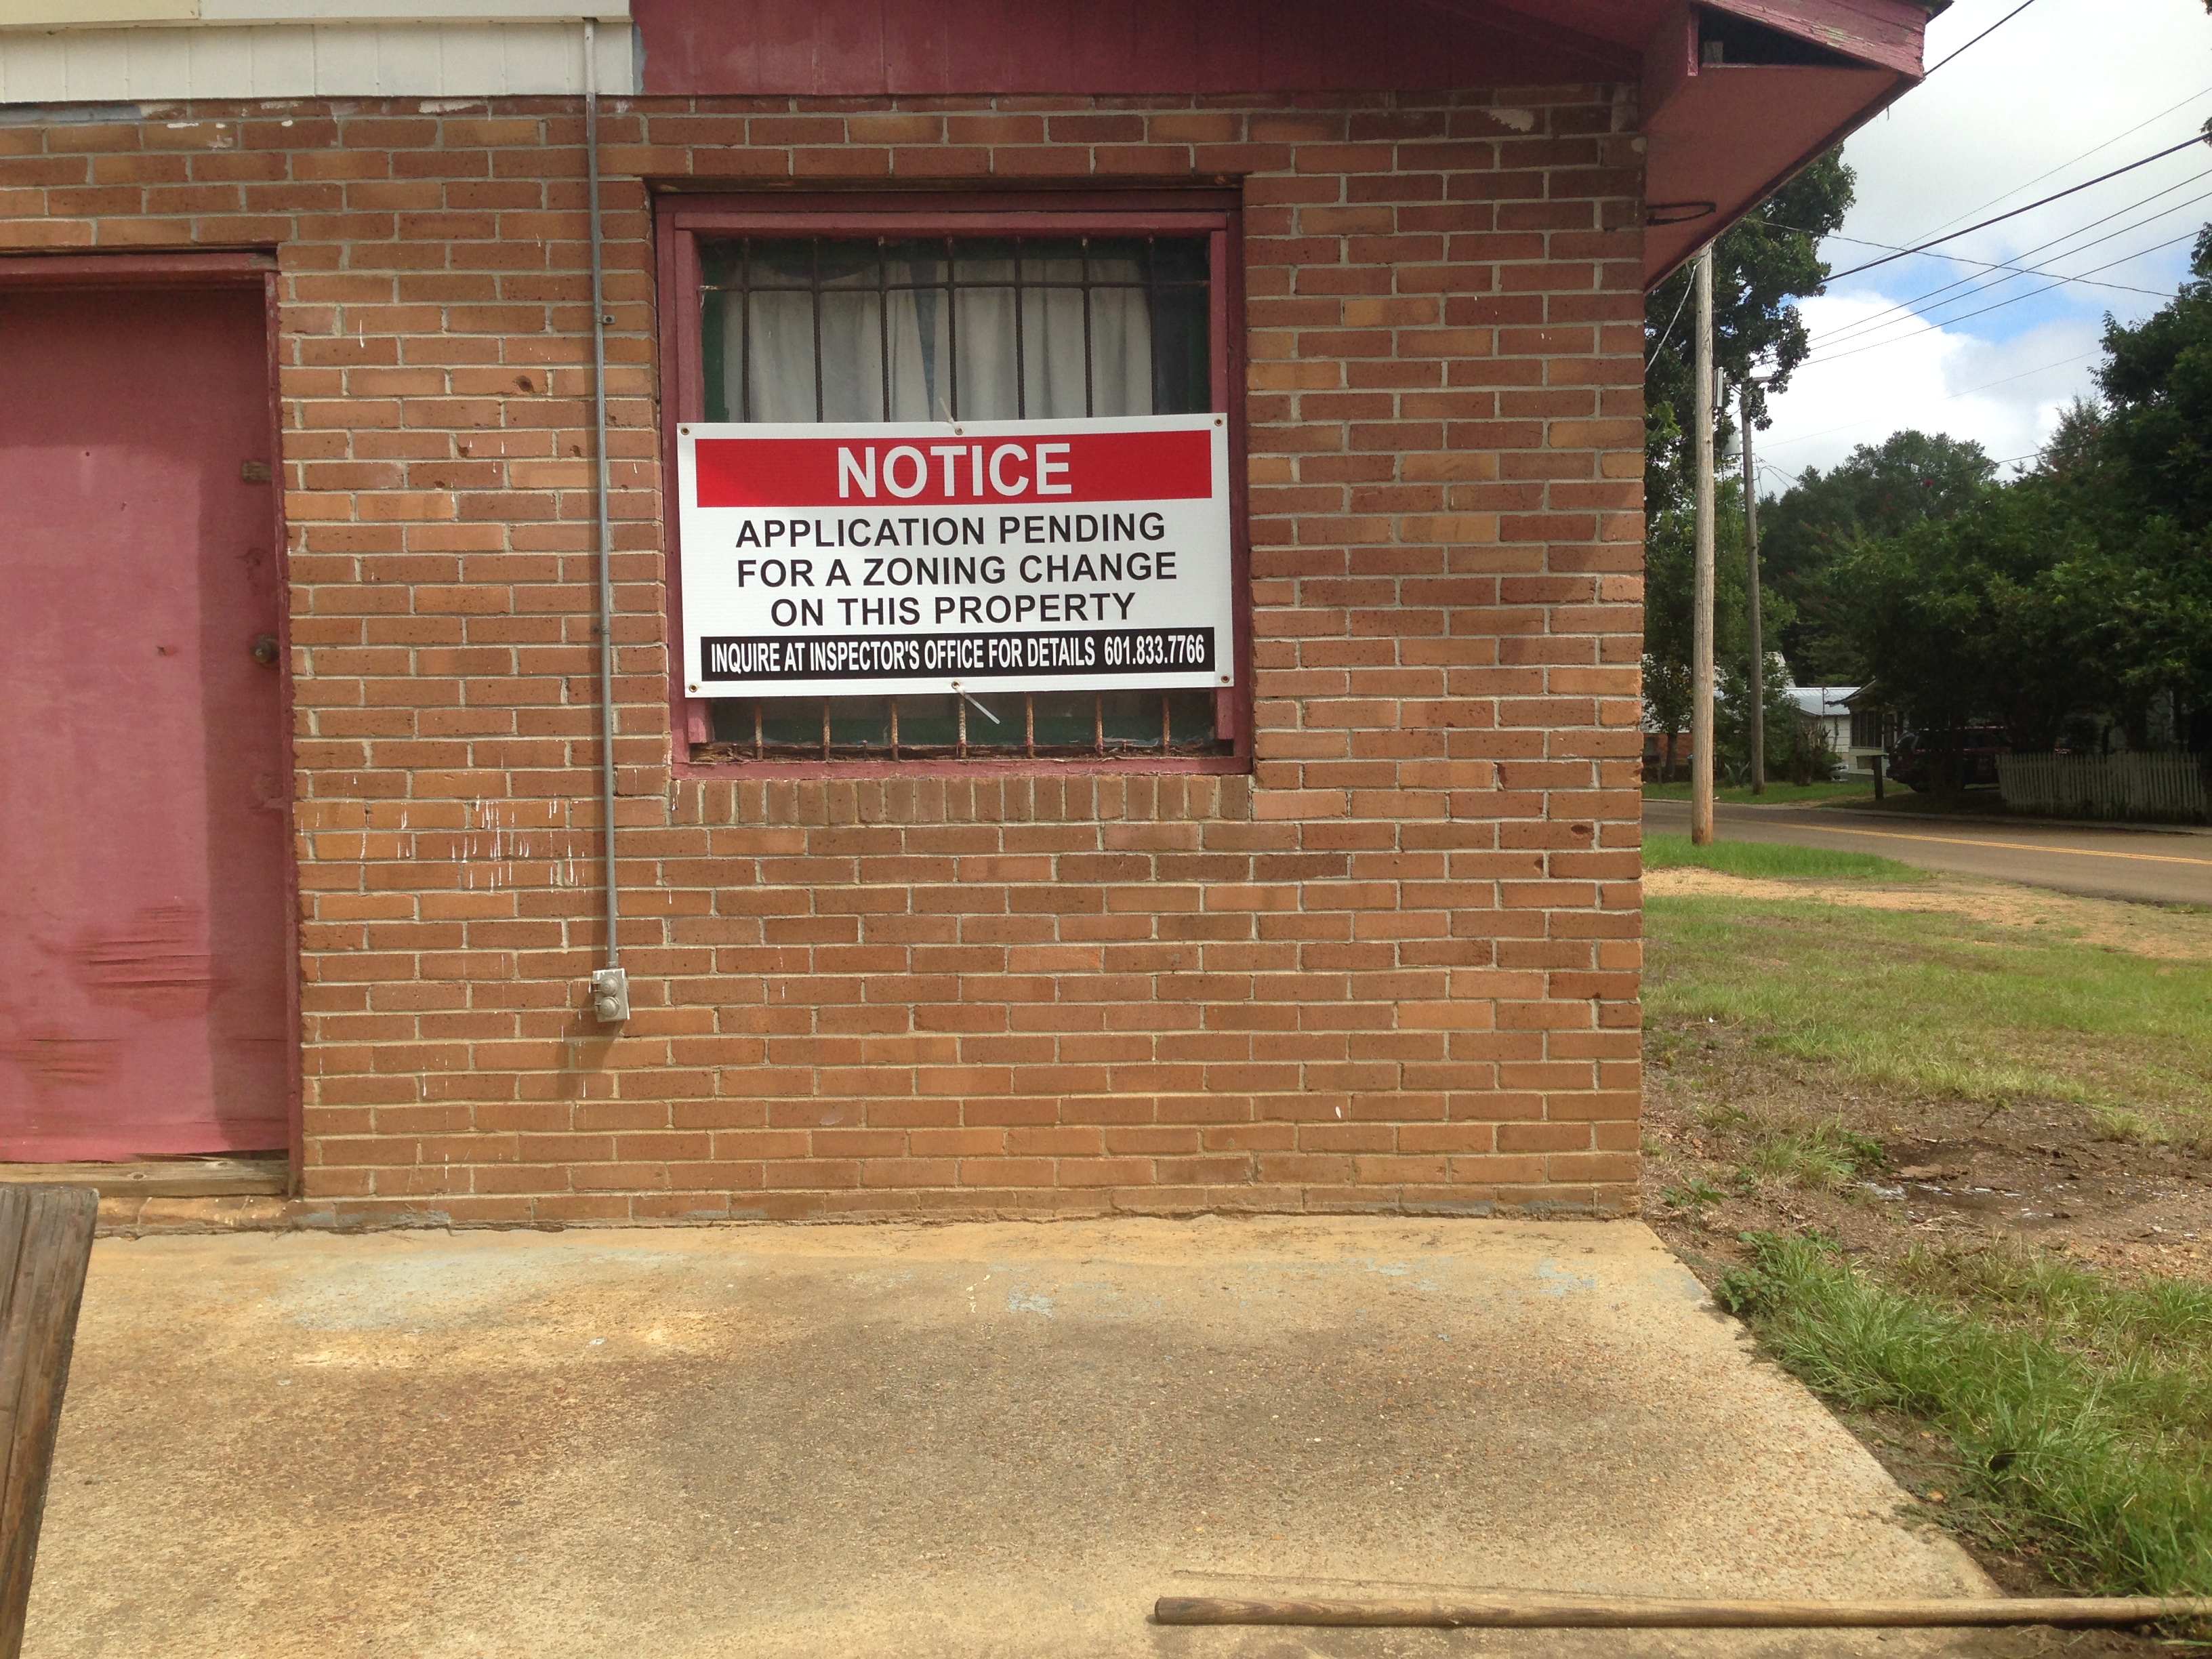 NOTICE
APPLICATION PENDING
FOR A ZONING CHANGE
ON THIS PROPERTY
INQUIRE AT INSPECTOR'S OFFICE FOR DETAILS 601.833.7766